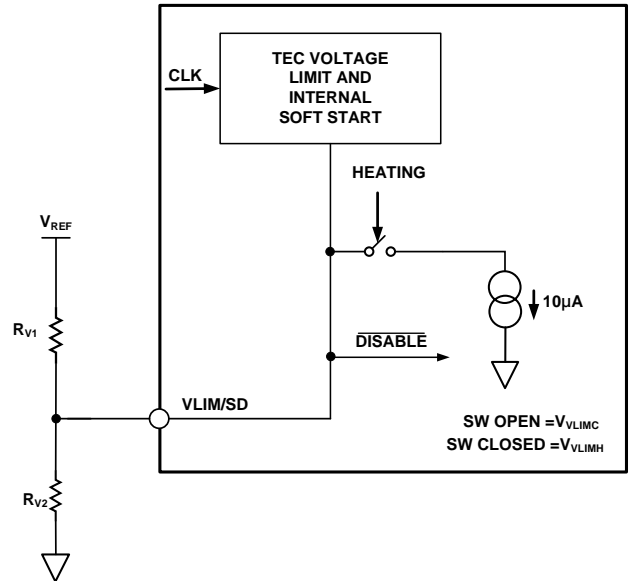 TEC VOLTAGE
LIMIT AND
INTERNAL
SOFT START
CLK
HEATING
VREF
10µA
RV1
DISABLE
VLIM/SD
SW OPEN =VVLIMC
SW CLOSED =VVLIMH
RV2